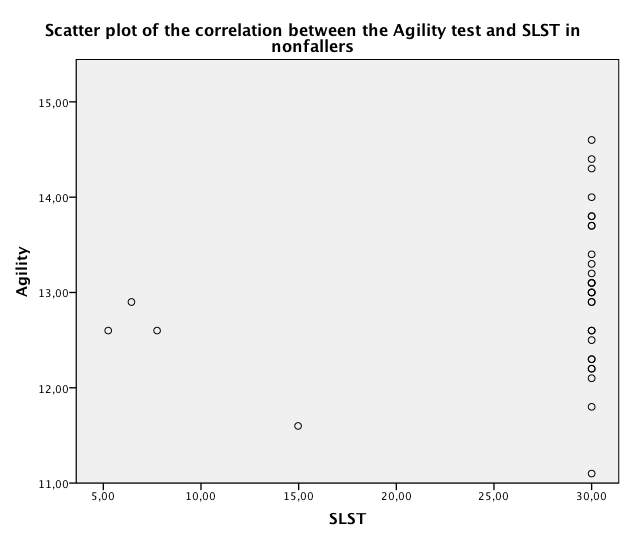 Scatter plot of the correlation between the Agility test and SLST in
nonfallers
15,00
14,00
13,00
12,00
11,00
Agility
5,00 10,00 15,00 20,00 25,00 30,00
SLST